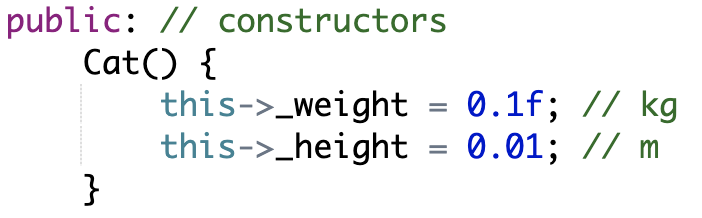 public: // constructors
    Cat() {
        this->_weight = 0.1f; // kg
        this->_height = 0.01; // m
    }